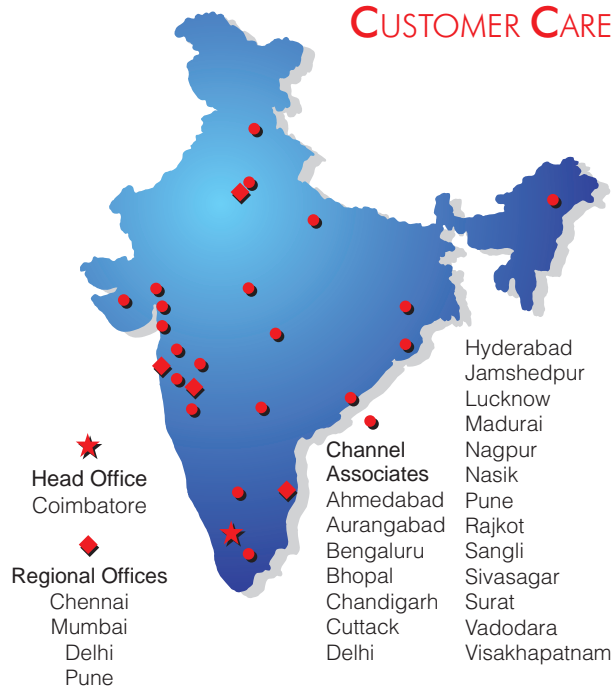 CUSTOMER CARE
Head Office
Coimbatore
Regional Offices
Chennai
Mumbai
Delhi
Pune
Channel
Associates
Ahmedabad
Aurangabad
Bengaluru
Bhopal
Chandigarh
Cuttack
Delhi
Hyderabad
Jamshedpur
Lucknow
Madurai
Nagpur
Nasik
Pune
Rajkot
Sangli
Sivasagar
Surat
Vadodara
Visakhapatnam